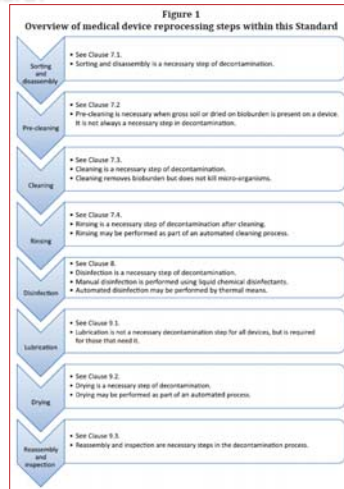 Figure 1
Overview of medical device reprocessing steps within this Standard
Sorting
and
disassembly
• See Clause 7.1.
• Sorting and disassembly is a necessary step of decontamination.
Pre-cleaning
• See Clause 7.2
• Pre-cleaning is necessary when gross soil or dried on bioburden is present on a device.
It is not always a necessary step in decontamination.
Cleaning
• See Clause 7.3.
• Cleaning is a necessary step of decontamination.
• Cleaning removes bioburden but does not kill micro-organisms.
Rinsing
• See Clause 7.4.
• Rinsing is a necessary step of decontamination after cleaning.
• Rinsing may be performed as part of an automated cleaning process.
Disinfection
• See Clause 8.
• Disinfection is a necessary step of decontamination.
• Manual disinfection is performed using liquid chemical disinfectants.
• Automated disinfection may be performed by thermal means.
Lubrication
• See Clause 9.1.
• Lubrication is not a necessary decontamination step for all devices, but is required
for those that need it.
Drying
• See Clause 9.2.
• Drying is a necessary step of decontamination.
• Drying may be performed as part of an automated process.
Reassembly
and
inspection
• See Clause 9.3.
• Reassembly and inspection are necessary steps in the decontamination process.